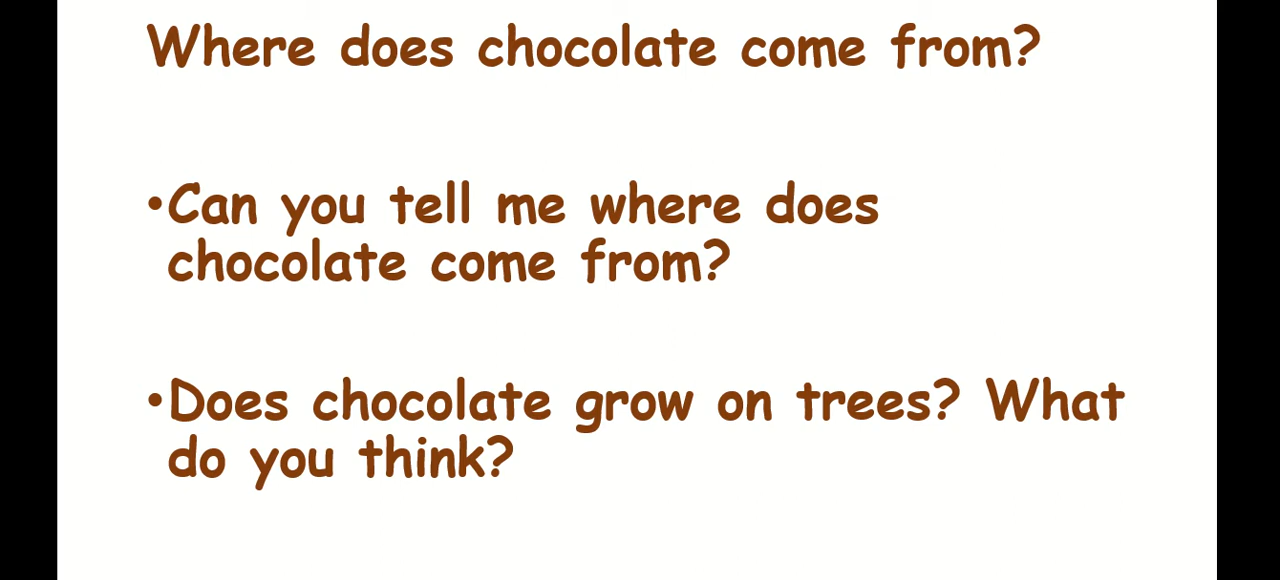 Where does chocolate come from?
•Can you tell me where does
chocolate come from?
•Does chocolate grow on trees? What
do you think?